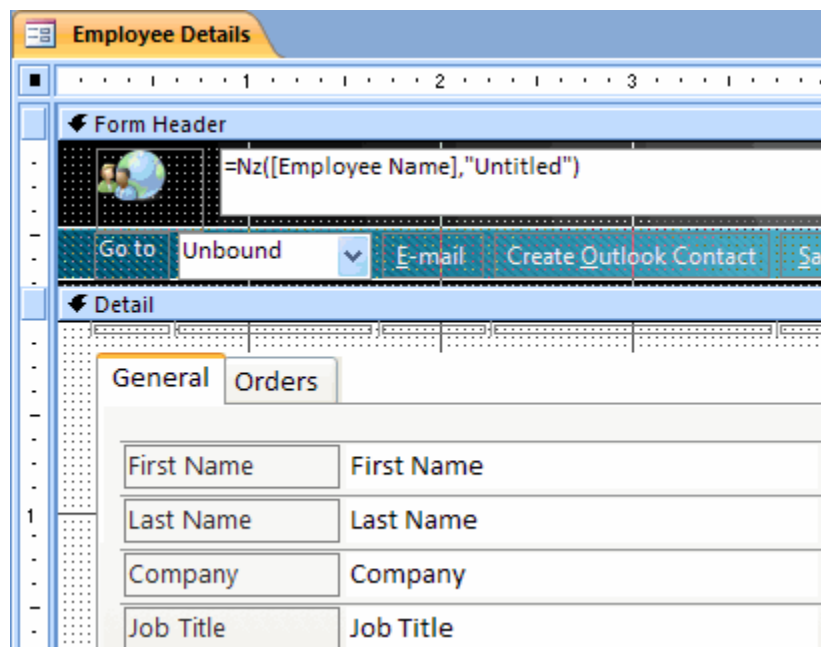 Employee Details
1 2 3
Form Header
=Nz([Employee Name],"Untitled")
Go to Unbound E-mail Create Outlook Contact Sa
Detail
General Orders
First Name First Name
Last Name Last Name
1
Company Company
Job Title Job Title